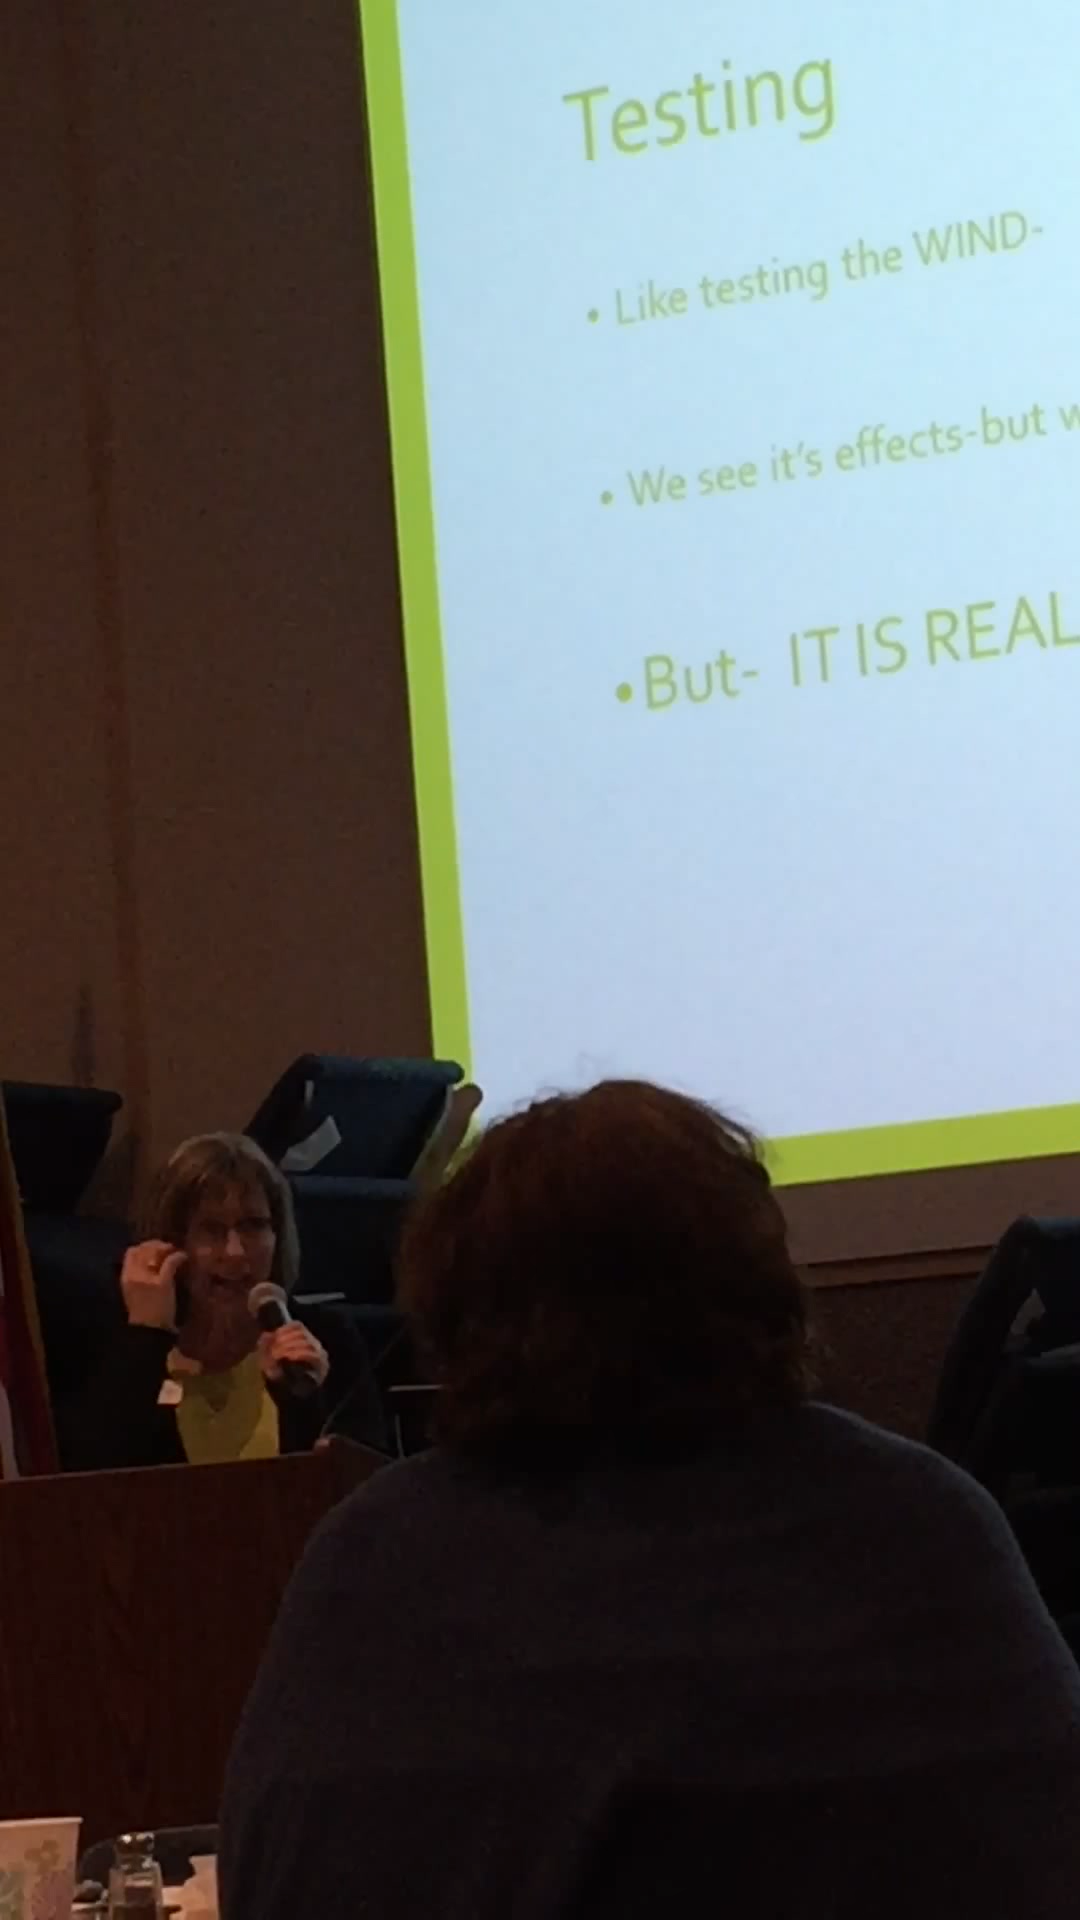 Testing
• Like testing the WIND-
• We see it's effects-but
• But- IT IS REAL